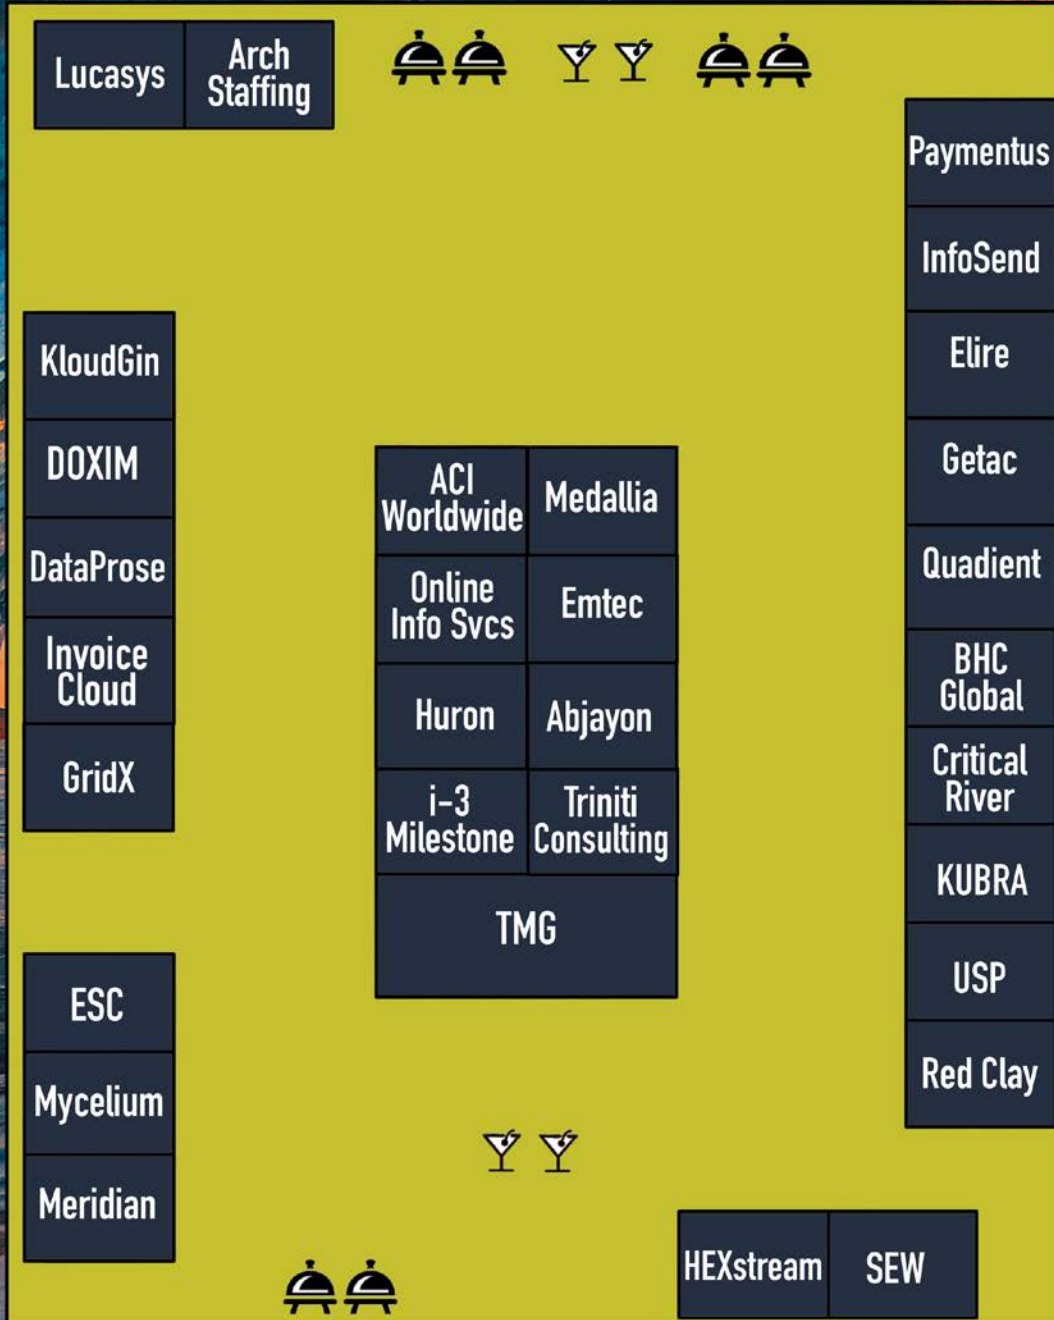 Lucasys
Arch
Staffing
Paymentus
InfoSend
Elire
Getac
Quadient
BHC
Global
Critical
River
KUBRA
USP
Red Clay
KloudGin
DOXIM
DataProse
Invoice
Cloud
GridX
ACI
Worldwide
Medallia
Online
Info Svcs
Emtec
Huron
Abjayon
i-3
Milestone
Triniti
Consulting
TMG
ESC
Mycelium
Meridian
HEXstream
SEW